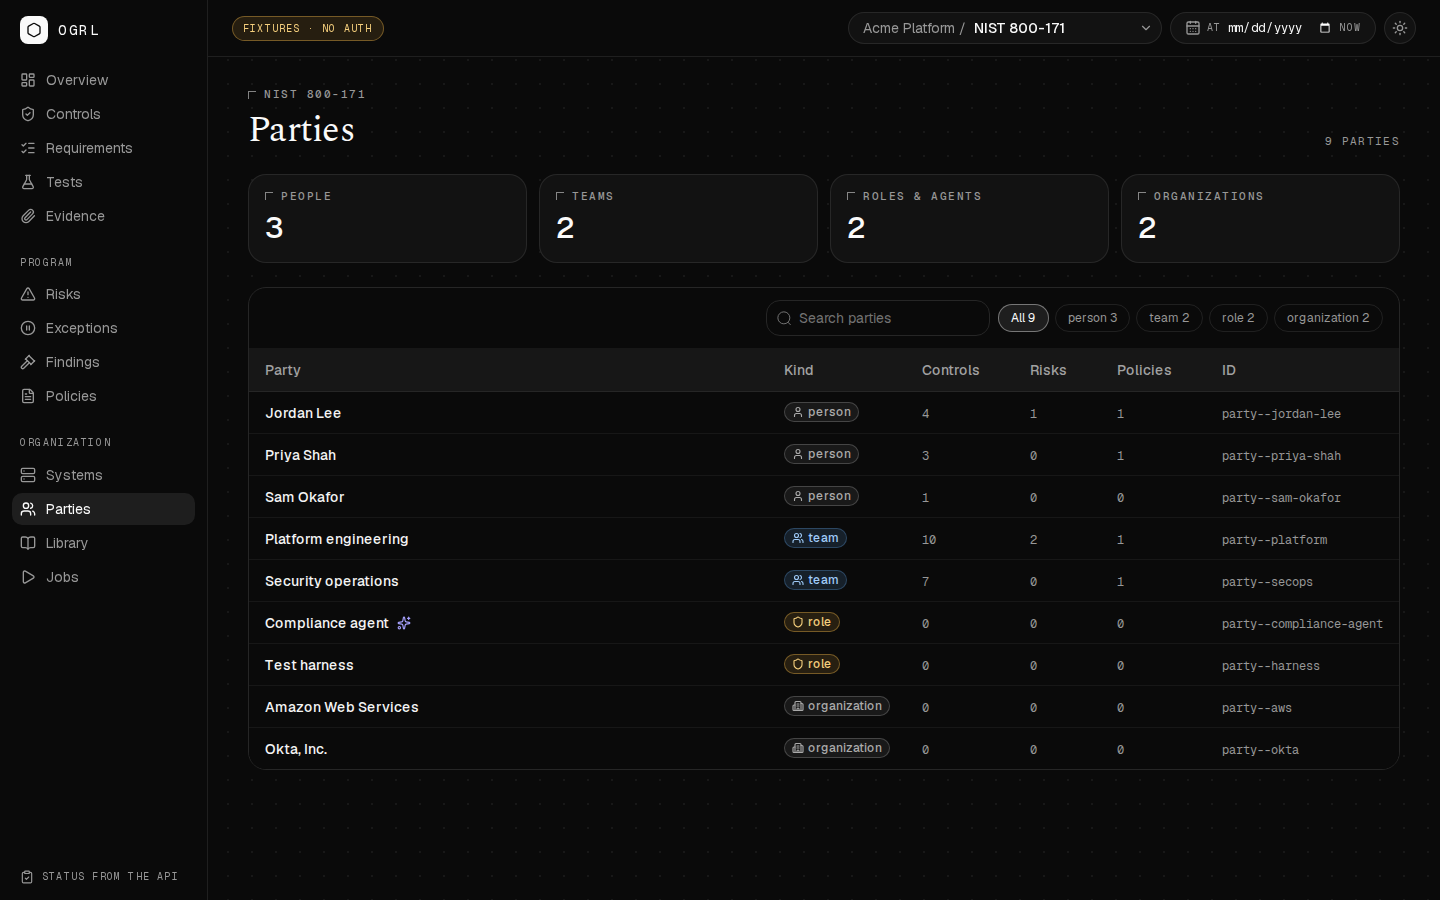 OGRL
FIXTURES · NO AUTH
Acme Platform / NIST 800-171
AT mm/dd/yyyy NOW
Overview
Controls
Requirements
Tests
Evidence
PROGRAM
Risks
Exceptions
Findings
Policies
ORGANIZATION
Systems
Parties
Library
Jobs
STATUS FROM THE API
NIST 800-171
Parties
9 PARTIES
PEOPLE
3
TEAMS
2
ROLES & AGENTS
2
ORGANIZATIONS
2
Search parties
All 9
person 3
team 2
role 2
organization 2
Party Kind Controls Risks Policies ID
Jordan Lee person 4 1 1 party--jordan-lee
Priya Shah person 3 0 1 party--priya-shah
Sam Okafor person 1 0 0 party--sam-okafor
Platform engineering team 10 2 1 party--platform
Security operations team 7 0 1 party--secops
Compliance agent role 0 0 0 party--compliance-agent
Test harness role 0 0 0 party--harness
Amazon Web Services organization 0 0 0 party--aws
Okta, Inc. organization 0 0 0 party--okta